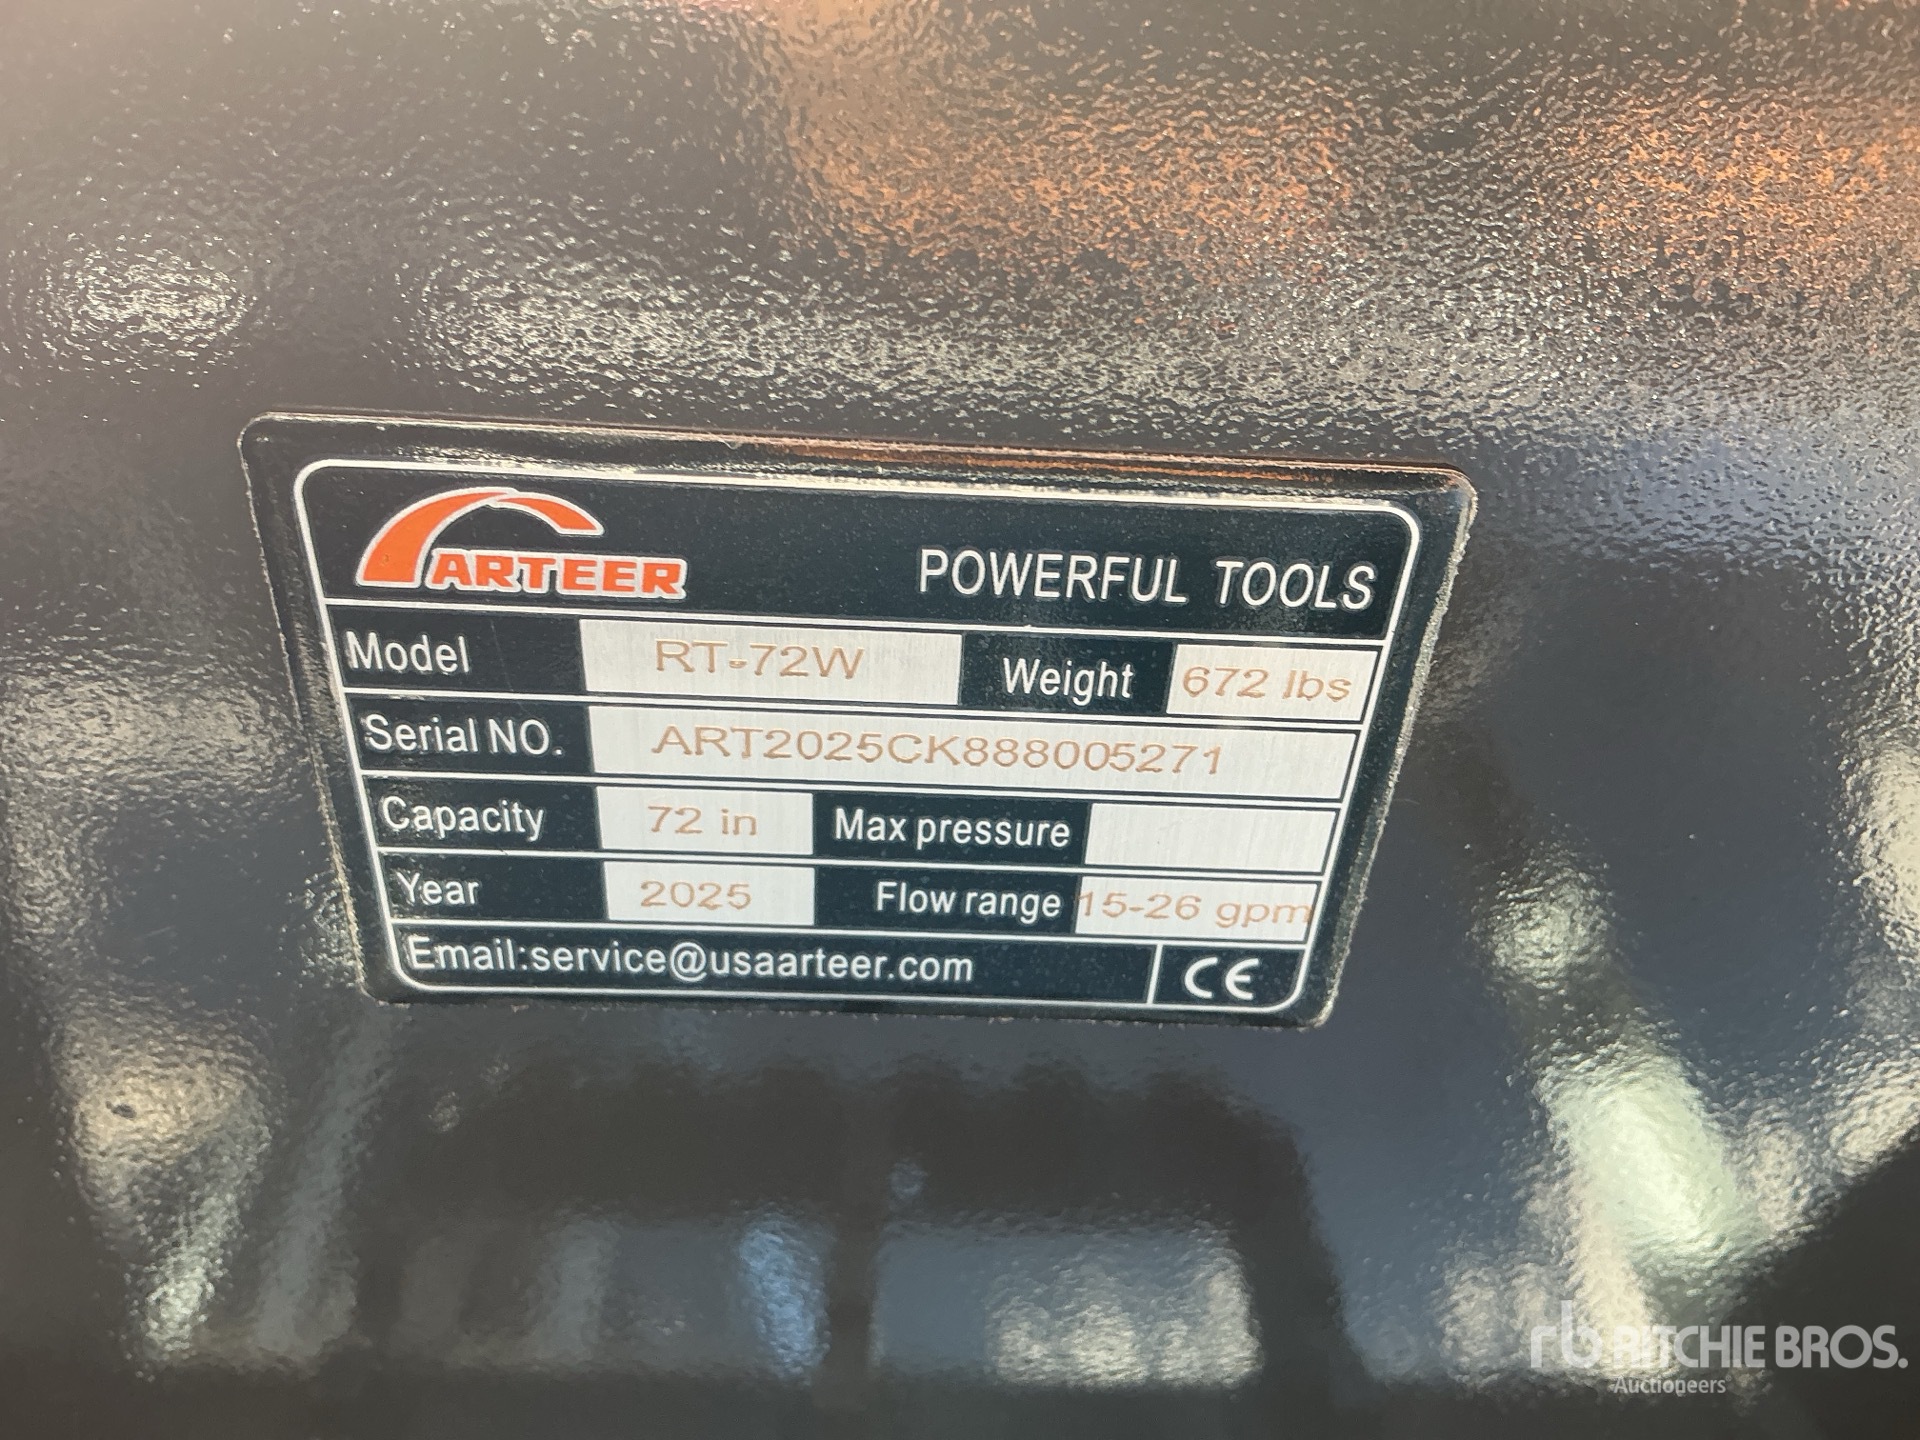 ARTEER POWERFUL TOOLS
Model RT-72W Weight 672 lbs
Serial NO. ART2025CK888005271
Capacity 72 in Max pressure
Year 2025 Flow range 15-26 gpm
Email:service@usaarteer.com CE
rb RITCHIE BROS.
Auctioneers